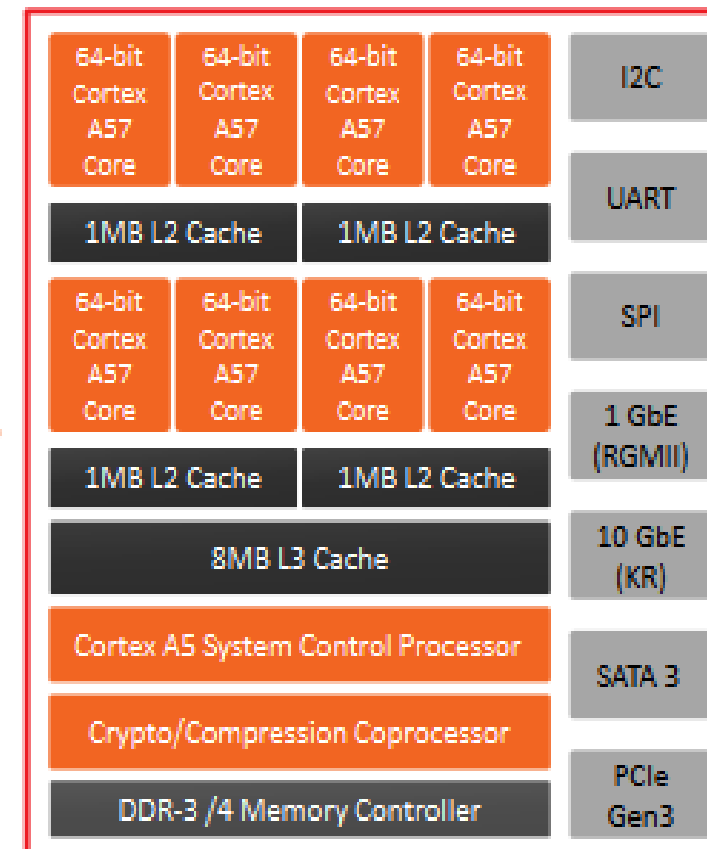 64-bit
Cortex
A57
Core
64-bit
Cortex
A57
Core
64-bit
Cortex
A57
Core
64-bit
Cortex
A57
Core
1MB L2 Cache
1MB L2 Cache
64-bit
Cortex
A57
Core
64-bit
Cortex
A57
Core
64-bit
Cortex
A57
Core
64-bit
Cortex
A57
Core
1MB L2 Cache
1MB L2 Cache
8MB L3 Cache
Cortex A5 System Control Processor
Crypto/Compression Coprocessor
DDR-3 /4 Memory Controller
I2C
UART
SPI
1 GbE
(RGMII)
10 GbE
(KR)
SATA 3
PCIe
Gen3